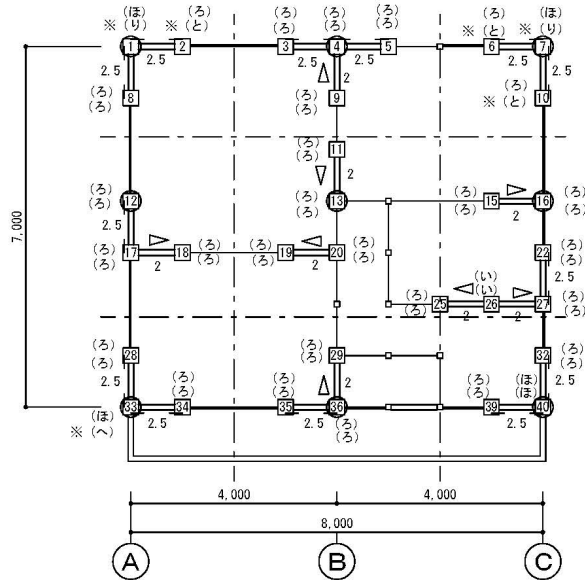 (ほ) (ろ) (ろ) (ろ) (ろ) (ろ) (ほ)
※(り) ※(と) (ろ) (ろ) (ろ) ※(と) ※(り)
1 2 3 4 5 6 7
2.5 2.5 2.5 2.5 2.5
2.5 2 2.5
(ろ) (ろ) (ろ)
(ろ) 8 (ろ) 9 ※(と) 10
(ろ) 11
(ろ)
2
(ろ) 12 (ろ) 13 (ろ) 15 16 (ろ)
(ろ) (ろ) (ろ) 2 (ろ)
(ろ) 17 18 (ろ) (ろ) 19 20 (ろ) 22 (ろ)
(ろ) 2 (ろ) (ろ) 2 (ろ) (ろ)
2.5
(い)
(ろ) 25 (い) 26 27 (ろ)
(ろ) 2 2 (ろ)
(ろ) 28 (ろ) 29 32 (ろ)
(ろ) (ろ) (ろ)
2.5 2 2.5
(ろ) (ろ) (ろ) (ほ)
(ろ) (ろ) (ろ) (ほ)
33 34 35 36 39 40
(ほ) 2.5 2.5 (ろ) 2.5
※(へ) (ろ)
7,000
4,000 4,000
8,000
A B C